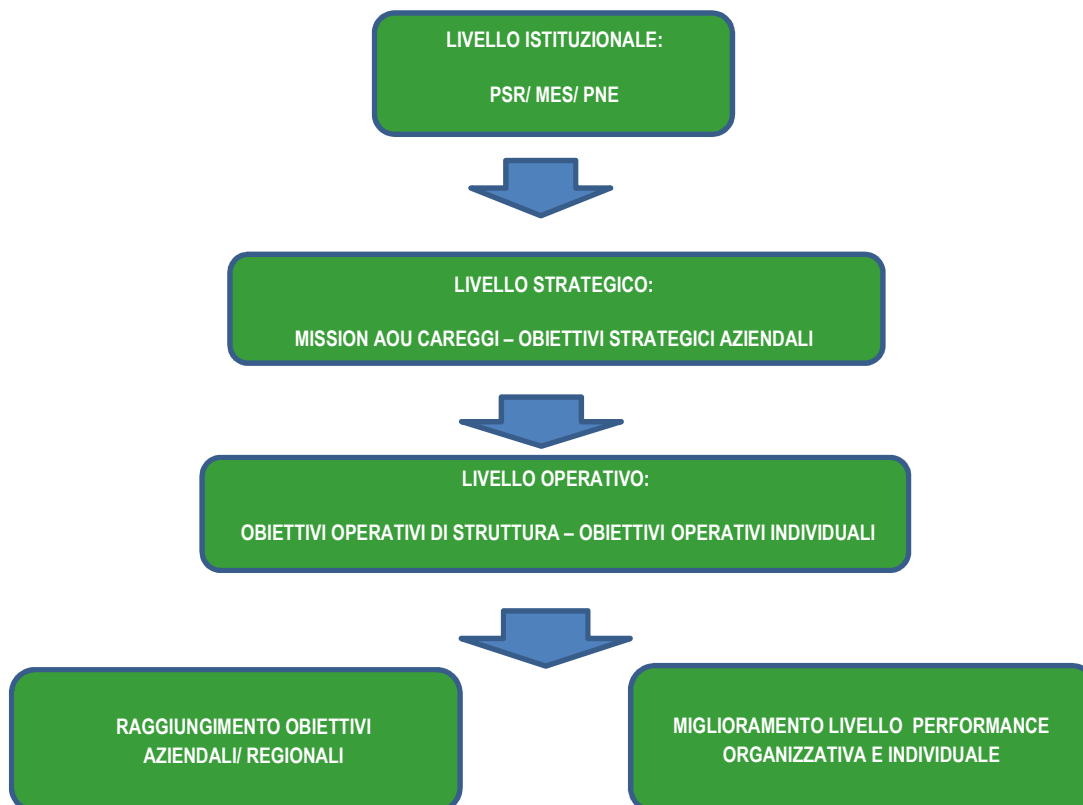 LIVELLO ISTITUZIONALE:
PSR/ MES/ PNE
LIVELLO STRATEGICO:
MISSION AOU CAREGGI – OBIETTIVI STRATEGICI AZIENDALI
LIVELLO OPERATIVO:
OBIETTIVI OPERATIVI DI STRUTTURA – OBIETTIVI OPERATIVI INDIVIDUALI
RAGGIUNGIMENTO OBIETTIVI
AZIENDALI/ REGIONALI
MIGLIORAMENTO LIVELLO PERFORMANCE
ORGANIZZATIVA E INDIVIDUALE